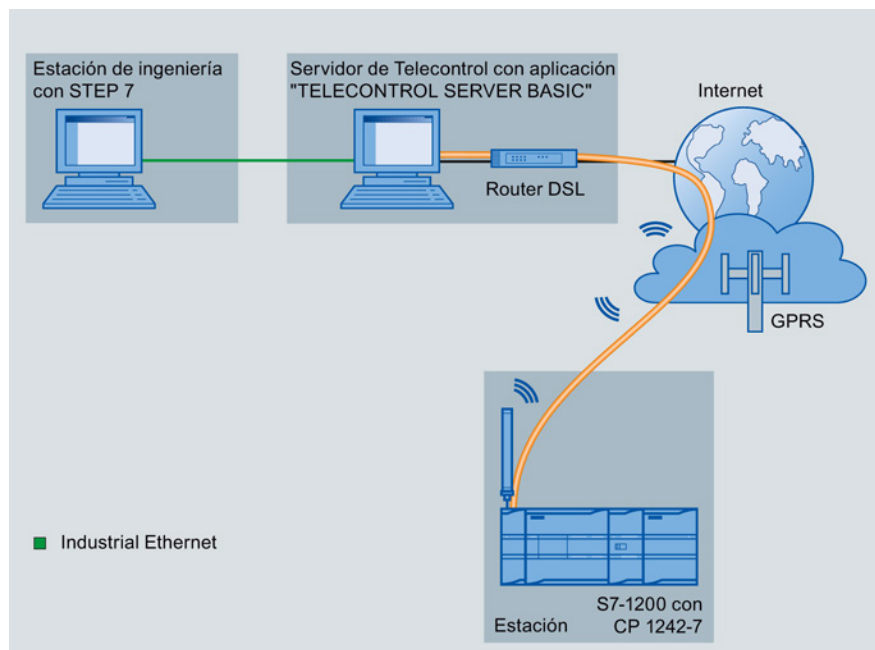 Estación de ingeniería
con STEP 7
Servidor de Telecontrol con aplicación
"TELECONTROL SERVER BASIC"
Internet
Router DSL
GPRS
Industrial Ethernet
Estación
S7-1200 con
CP 1242-7